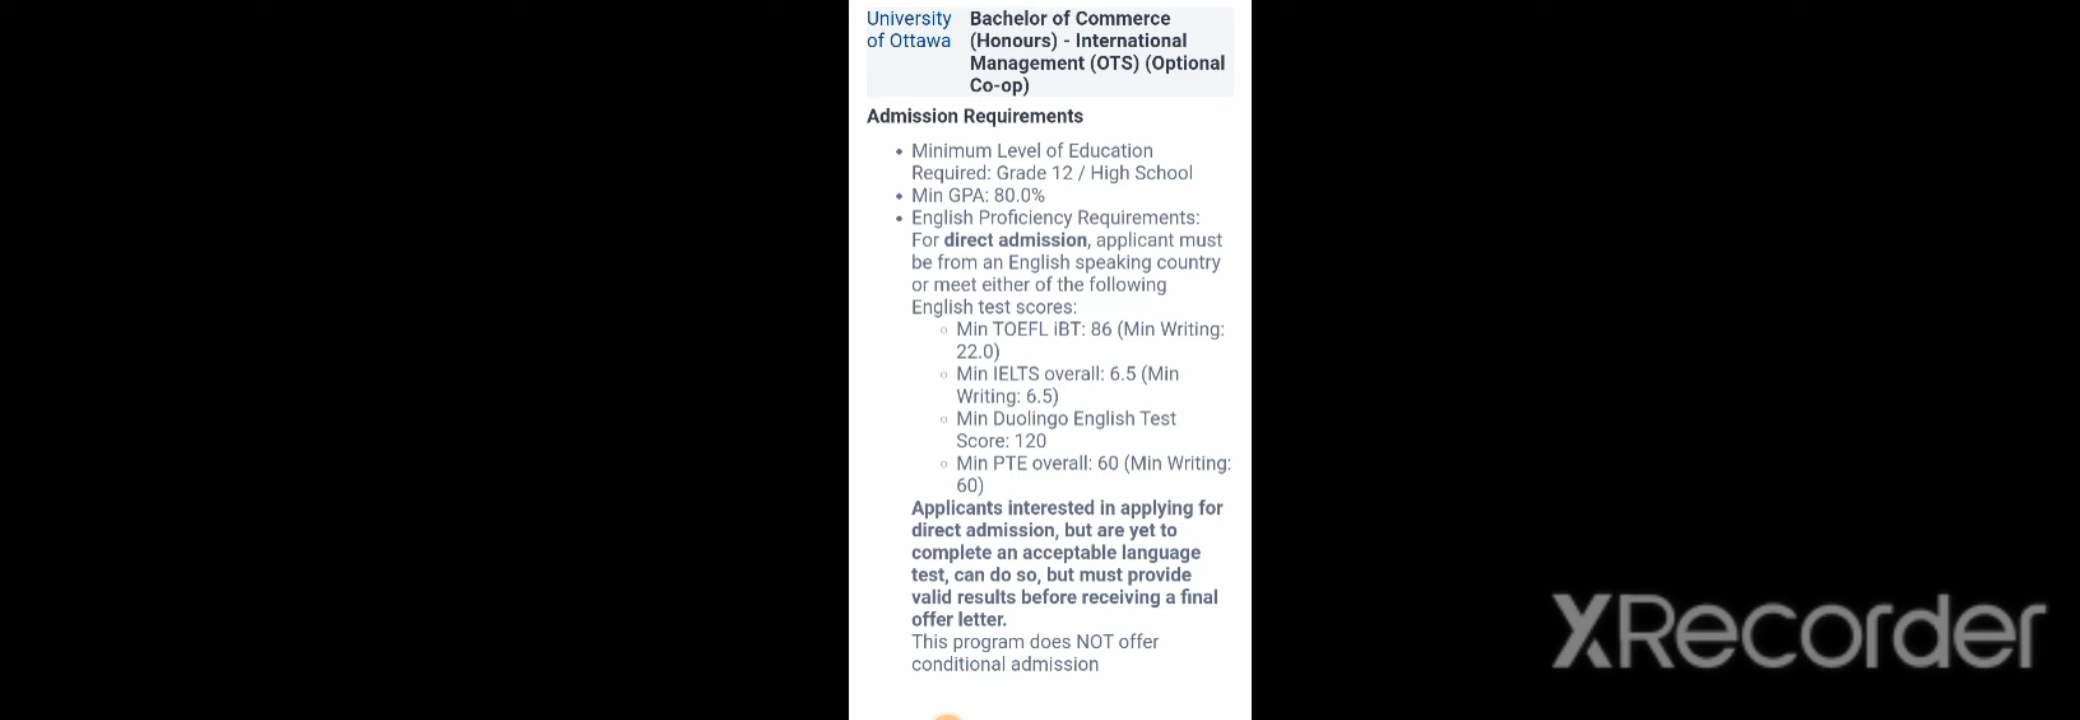 University
of Ottawa
Bachelor of Commerce
(Honours) - International
Management (OTS) (Optional
Co-op)
Admission Requirements
• Minimum Level of Education
Required: Grade 12 / High School
• Min GPA: 80.0%
• English Proficiency Requirements:
For direct admission, applicant must
be from an English speaking country
or meet either of the following
English test scores:
○ Min TOEFL iBT: 86 (Min Writing:
22.0)
○ Min IELTS overall: 6.5 (Min
Writing: 6.5)
○ Min Duolingo English Test
Score: 120
○ Min PTE overall: 60 (Min Writing:
60)
Applicants interested in applying for
direct admission, but are yet to
complete an acceptable language
test, can do so, but must provide
valid results before receiving a final
offer letter.
This program does NOT offer
conditional admission
XRecorder